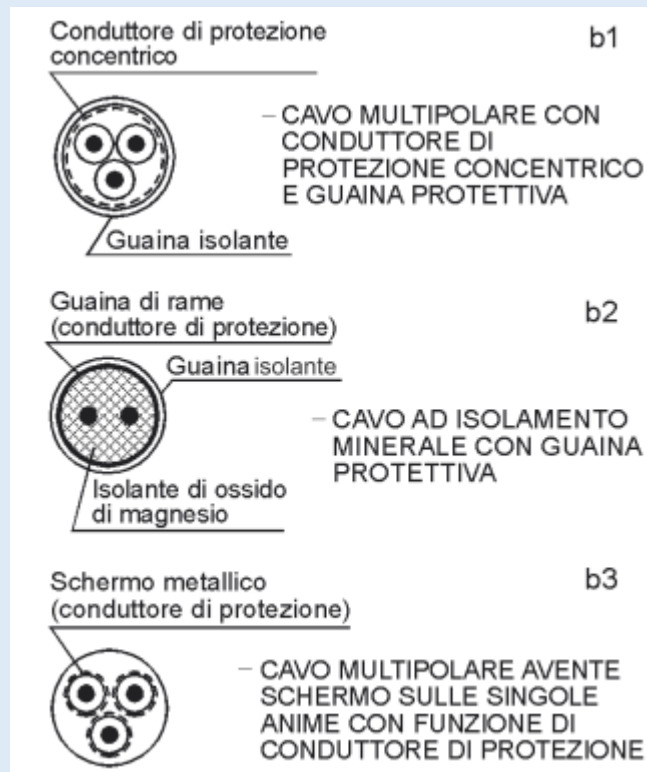 Conduttore di protezione
concentrico
b1
– CAVO MULTIPOLARE CON
CONDUTTORE DI
PROTEZIONE CONCENTRICO
E GUAINA PROTETTIVA
Guaina isolante
Guaina di rame
(conduttore di protezione)
b2
Guaina isolante
– CAVO AD ISOLAMENTO
MINERALE CON GUAINA
PROTETTIVA
Isolante di ossido
di magnesio
Schermo metallico
(conduttore di protezione)
b3
– CAVO MULTIPOLARE AVENTE
SCHERMO SULLE SINGOLE
ANIME CON FUNZIONE DI
CONDUTTORE DI PROTEZIONE